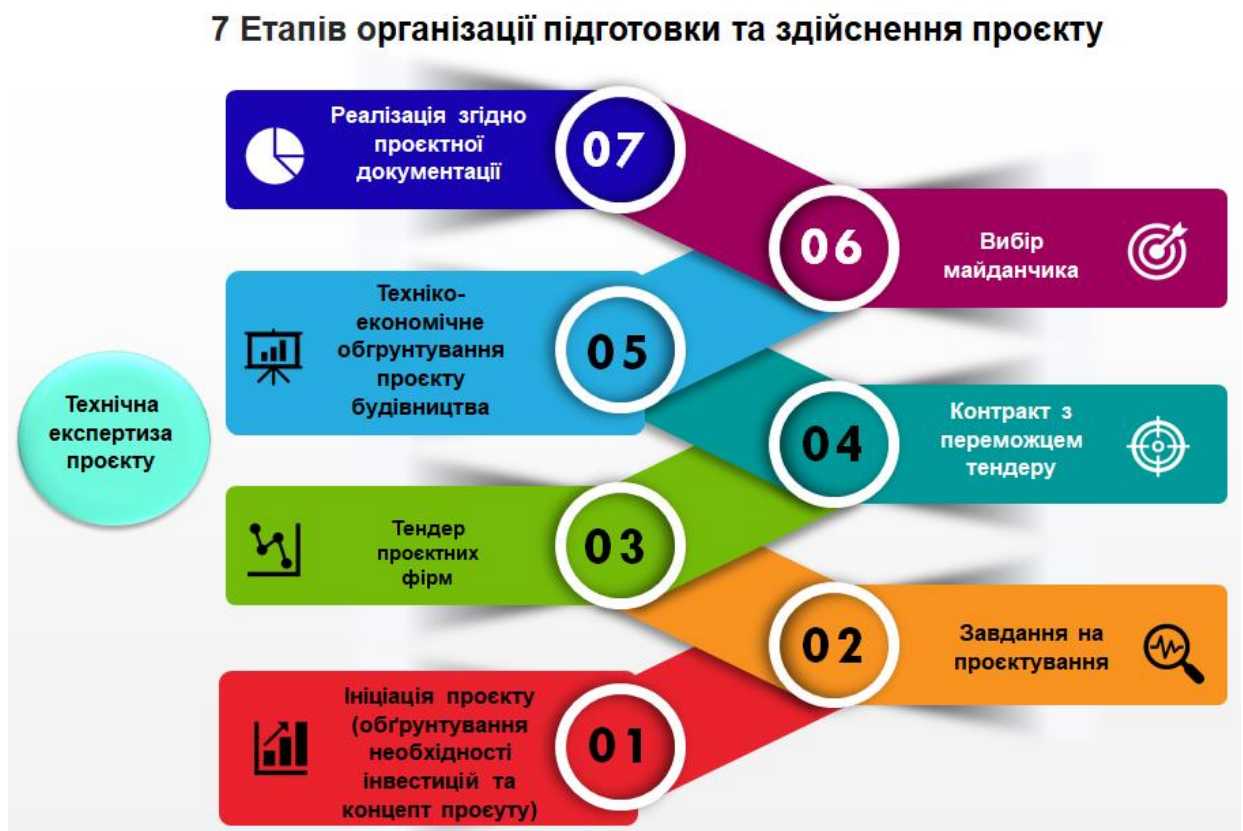 7 Етапів організації підготовки та здійснення проєкту
Реалізація згідно
проєктної
документації
07
06
Вибір
майданчика
Техніко-
економічне
обгрунтування
проєкту
будівництва
05
Технічна
експертиза
проєкту
04
Контракт з
переможцем
тендеру
Тендер
проєктних
фірм
03
02
Завдання на
проєктування
Ініціація проєкту
(обґрунтування
необхідності
інвестицій та
концепт проєуту)
01